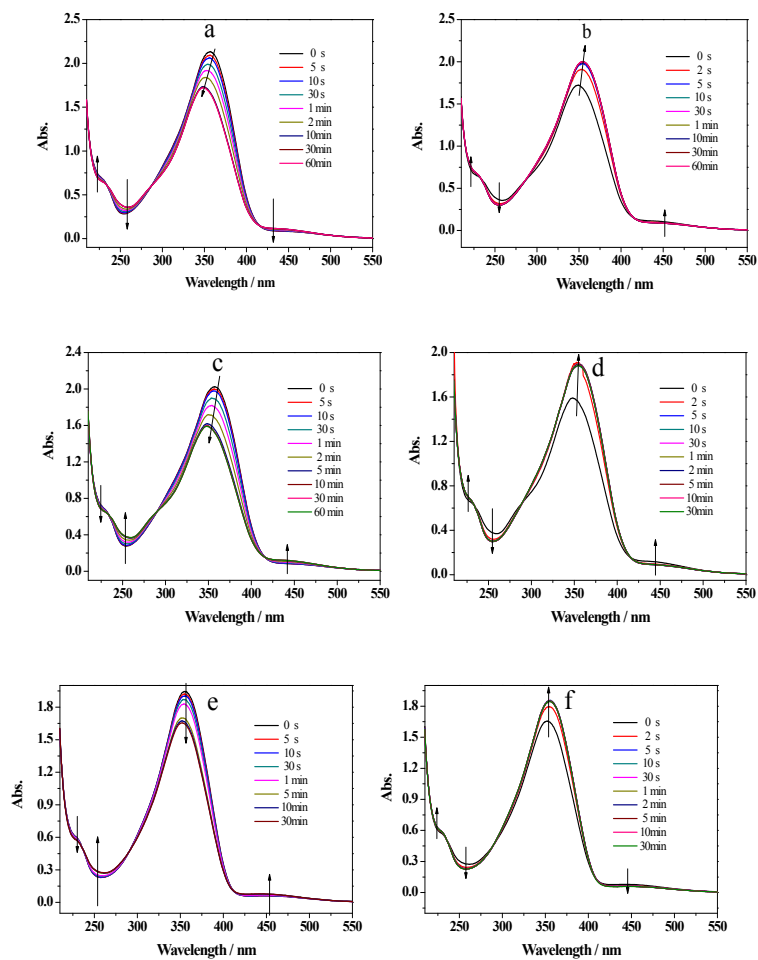 a
2.5
2.0
1.5
1.0
0.5
0.0
Abs.
250 300 350 400 450 500 550
Wavelength / nm
0 s
5 s
10 s
30 s
1 min
2 min
10min
30min
60min
b
2.5
2.0
1.5
1.0
0.5
0.0
Abs.
250 300 350 400 450 500 550
Wavelength / nm
0 s
2 s
5 s
10 s
30 s
1 min
10min
30min
60min
c
2.4
1.8
1.2
0.6
0.0
Abs.
250 300 350 400 450 500 550
Wavelength / nm
0 s
5 s
10 s
30 s
1 min
2 min
5 min
10 min
30 min
60 min
d
2.0
1.6
1.2
0.8
0.4
0.0
Abs.
250 300 350 400 450 500 550
Wavelength / nm
0 s
2 s
5 s
10 s
30 s
1 min
2 min
5 min
10min
30min
e
1.8
1.5
1.2
0.9
0.6
0.3
0.0
Abs.
250 300 350 400 450 500 550
Wavelength / nm
0 s
5 s
10 s
30 s
1 min
5 min
10min
30min
f
1.8
1.5
1.2
0.9
0.6
0.3
0.0
Abs.
250 300 350 400 450 500 550
Wavelength / nm
0 s
2 s
5 s
10 s
30 s
1 min
2 min
5 min
10min
30min